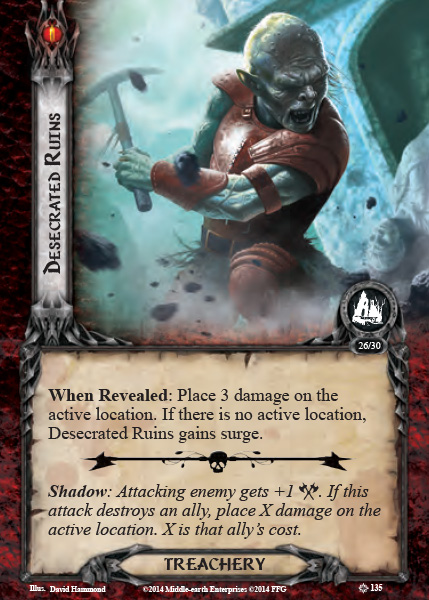 DESECRATED RUINS
26/30
When Revealed: Place 3 damage on the
active location. If there is no active location,
Desecrated Ruins gains surge.
Shadow: Attacking enemy gets +1 . If this
attack destroys an ally, place X damage on the
active location. X is that ally's cost.
TREACHERY
Illus. David Hammond ©2014 Middle-earth Enterprises ©2014 FFG 135